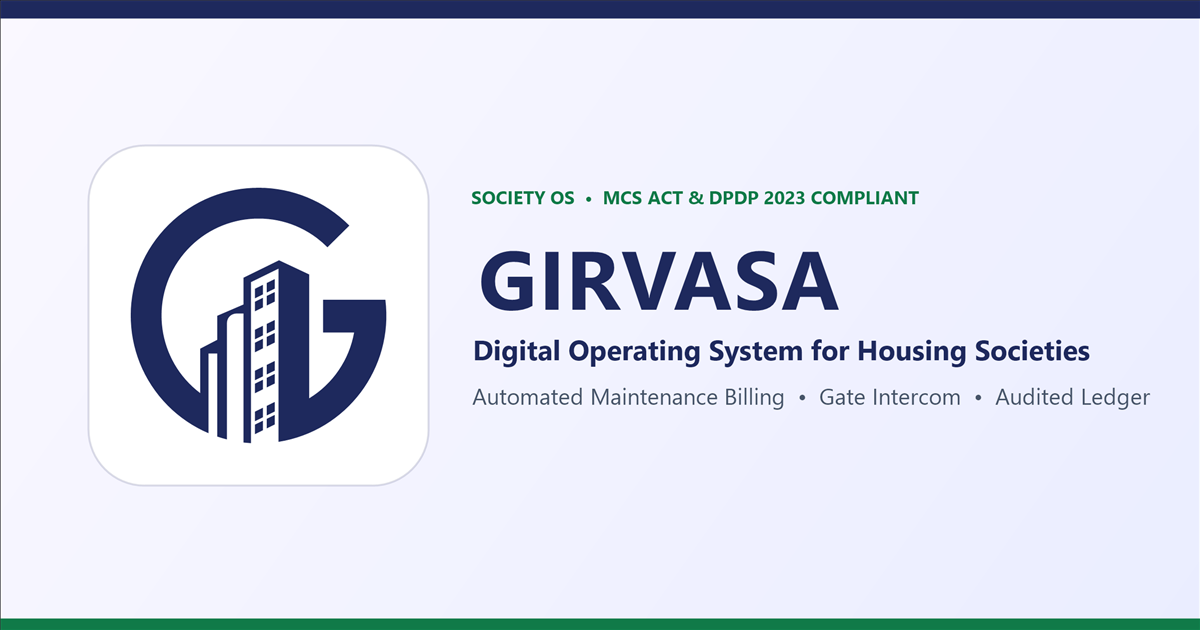 SOCIETY OS • MCS ACT & DPDP 2023 COMPLIANT
GIRVASA
Digital Operating System for Housing Societies
Automated Maintenance Billing • Gate Intercom • Audited Ledger